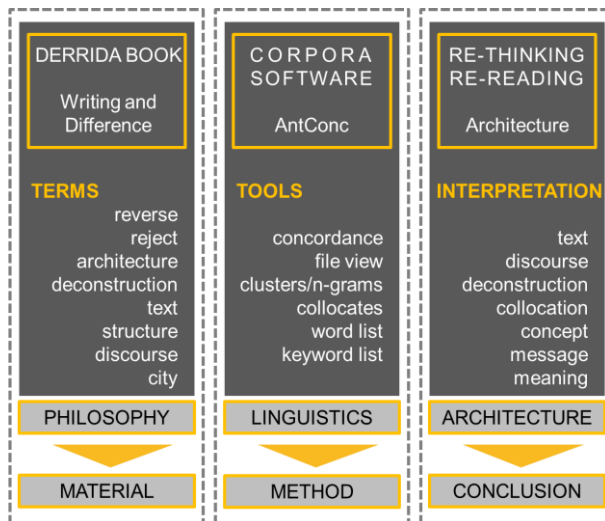 DERRIDA BOOK
Writing and
Difference
TERMS
reverse
reject
architecture
deconstruction
text
structure
discourse
city
PHILOSOPHY
MATERIAL
CORPORA
SOFTWARE
AntConc
TOOLS
concordance
file view
clusters/n-grams
collocates
word list
keyword list
LINGUISTICS
METHOD
RE-THINKING
RE-READING
Architecture
INTERPRETATION
text
discourse
deconstruction
collocation
concept
message
meaning
ARCHITECTURE
CONCLUSION